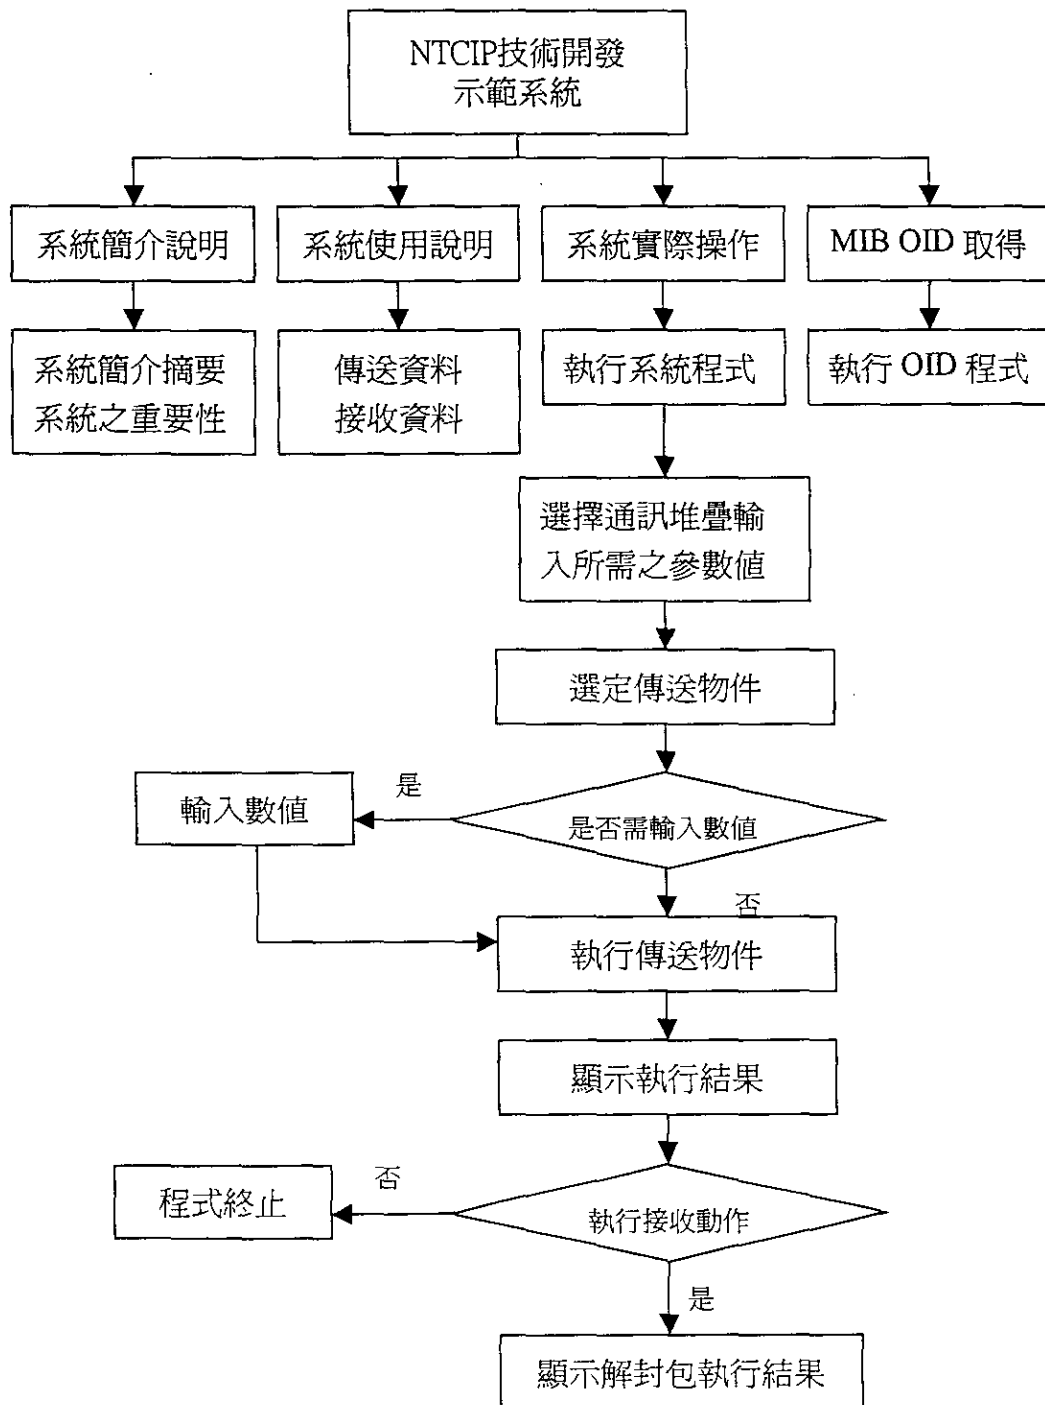 NTCIP技術開發
示範系統
系統簡介說明
系統使用說明
系統實際操作
MIB OID 取得
系統簡介摘要
系統之重要性
傳送資料
接收資料
執行系統程式
執行 OID 程式
選擇通訊堆疊輸
入所需之參數值
選定傳送物件
是
輸入數值
是否需輸入數值
否
執行傳送物件
顯示執行結果
否
程式終止
執行接收動作
是
顯示解封包執行結果